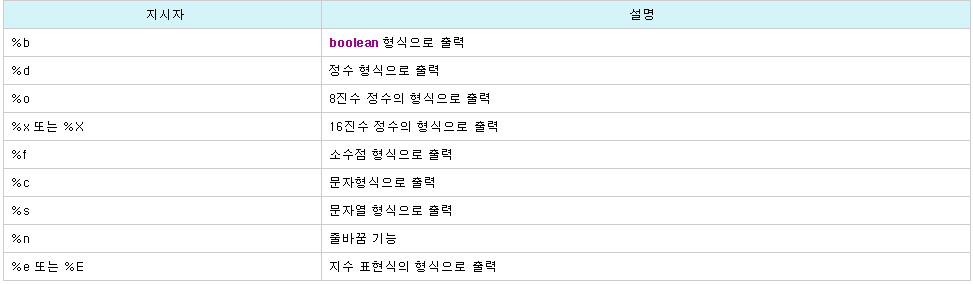 지시자 설명
%b boolean 형식으로 출력
%d 정수 형식으로 출력
%o 8진수 정수의 형식으로 출력
%x 또는 %X 16진수 정수의 형식으로 출력
%f 소수점 형식으로 출력
%c 문자형식으로 출력
%s 문자열 형식으로 출력
%n 줄바꿈 기능
%e 또는 %E 지수 표현식의 형식으로 출력